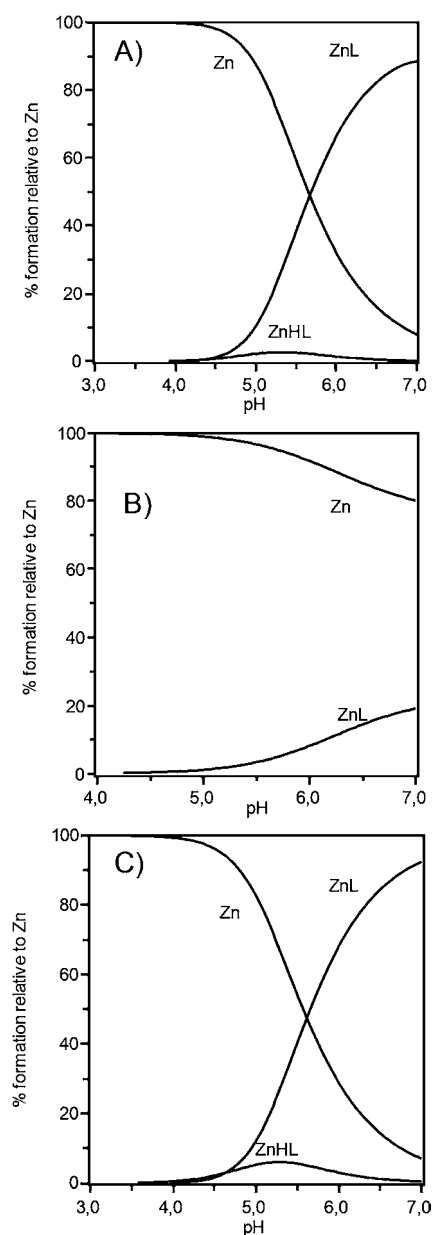 A)
Zn
ZnL
ZnHL
% formation relative to Zn
100
80
60
40
20
0
3,0 4,0 5,0 6,0 7,0
pH
B)
Zn
ZnL
% formation relative to Zn
100
80
60
40
20
0
4,0 5,0 6,0 7,0
pH
C)
Zn
ZnL
ZnHL
% formation relative to Zn
100
80
60
40
20
0
3,0 4,0 5,0 6,0 7,0
pH